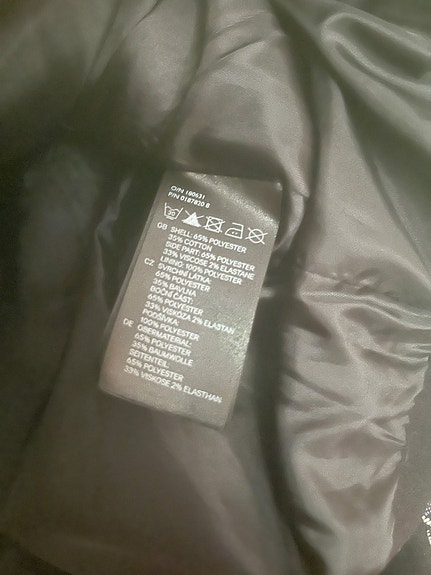 O/N 180631
P/N 0187820 8
30
GB SHELL: 65% POLYESTER
35% COTTON
SIDE PART: 65% POLYESTER
33% VISCOSE 2% ELASTANE
LINING: 100% POLYESTER
CZ SVRCHNÍ LÁTKA:
65% POLYESTER
35% BAVLNA
BOČNÍ ČÁST:
65% POLYESTER
33% VISKÓZA 2% ELASTAN
PODŠÍVKA:
100% POLYESTER
DE OBERMATERIAL:
65% POLYESTER
35% BAUMWOLLE
SEITENTEIL
65% POLYESTER
33% VISKOSE 2% ELASTHAN